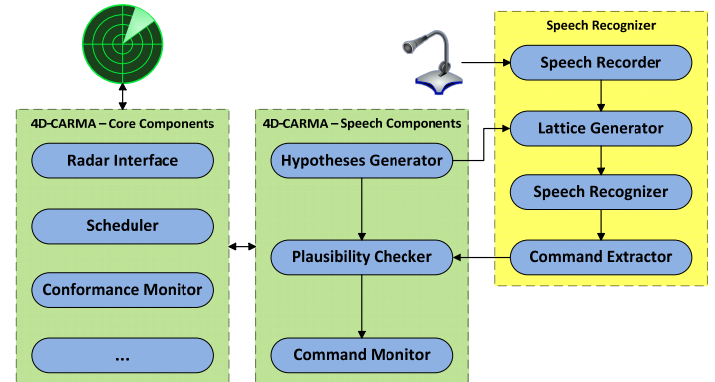 Speech Recognizer
Speech Recorder
Lattice Generator
Speech Recognizer
Command Extractor
4D-CARMA – Core Components
Radar Interface
Scheduler
Conformance Monitor
...
4D-CARMA – Speech Components
Hypotheses Generator
Plausibility Checker
Command Monitor